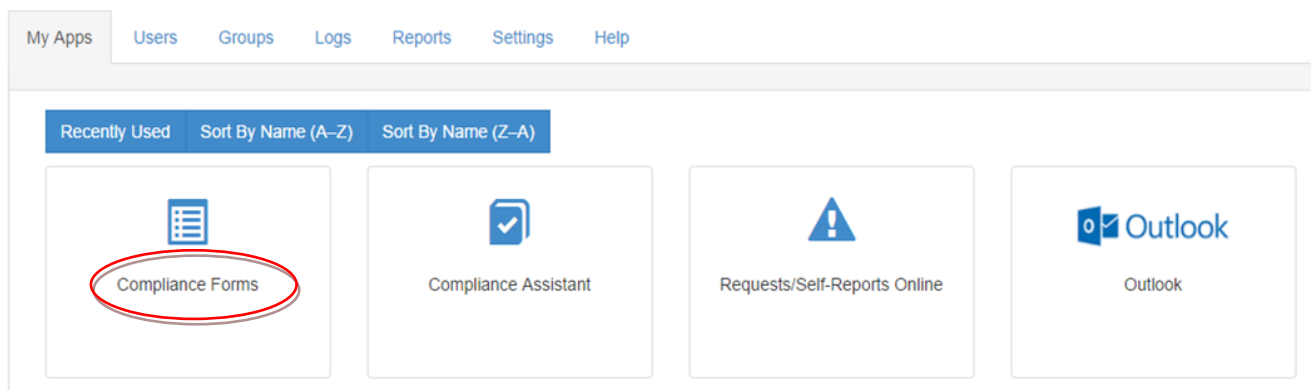 My Apps Users Groups Logs Reports Settings Help
Recently Used Sort By Name (A–Z) Sort By Name (Z–A)
o Outlook
Compliance Forms Compliance Assistant Requests/Self-Reports Online Outlook